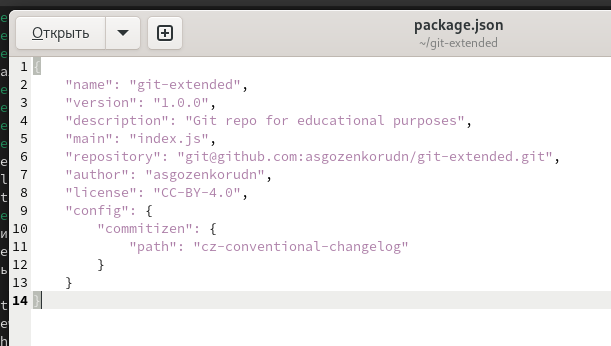 Открыть
package.json
~/git-extended
1 {
2 "name": "git-extended",
3 "version": "1.0.0",
4 "description": "Git repo for educational purposes",
5 "main": "index.js",
6 "repository": "git@github.com:asgozenkorudn/git-extended.git",
7 "author": "asgozenkorudn",
8 "license": "CC-BY-4.0",
9 "config": {
10 "commitizen": {
11 "path": "cz-conventional-changelog"
12 }
13 }
14 }